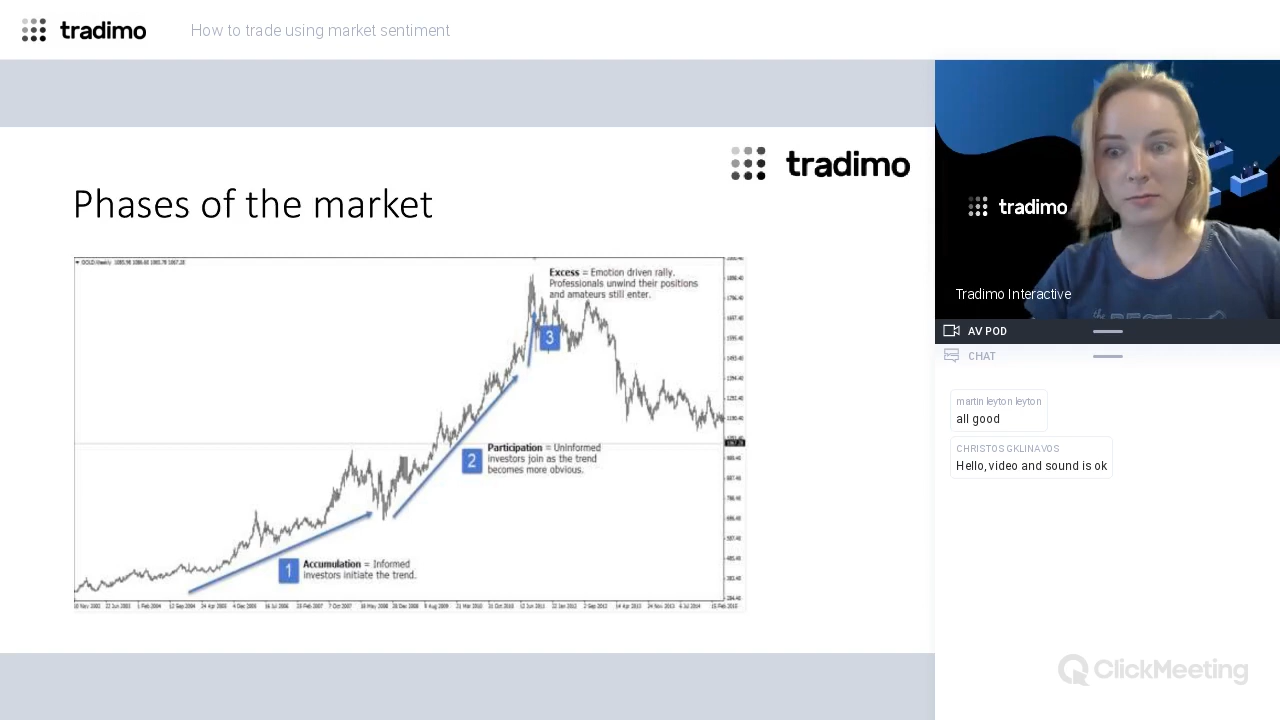 tradimo
How to trade using market sentiment
tradimo
Phases of the market
Excess = Emotion driven rally.
Professionals unwind their positions
and amateurs still enter.
3
Participation = Uninformed
2
investors join as the trend
becomes more obvious.
1
Accumulation = Informed
investors initiate the trend.
tradimo
Tradimo Interactive
AV POD
CHAT
martin leyton leyton
all good
CHRISTOS GKLINAVOS
Hello, video and sound is ok
ClickMeeting